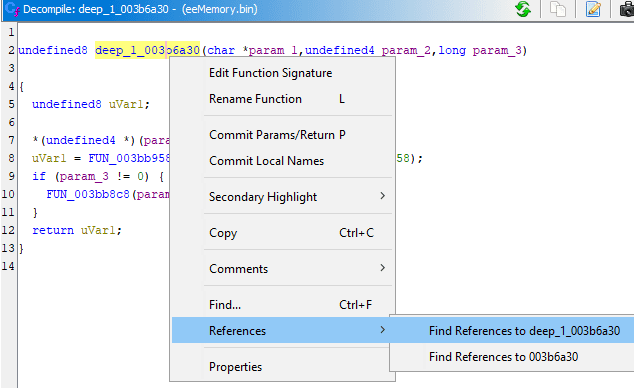 Decompile: deep_1_003b6a30 - (eeMemory.bin)
1
2 undefined8 deep_1_003b6a30(char *param_1,undefined4 param_2,long param_3)
3
4 {
5 undefined8 uVar1;
6
7 *(undefined4 *)(para
8 uVar1 = FUN_003bb958 58);
9 if (param_3 != 0) {
10 FUN_003bb8c8(param
11 }
12 return uVar1;
13 }
14
Edit Function Signature
Rename Function L
Commit Params/Return P
Commit Local Names
Secondary Highlight
Copy Ctrl+C
Comments
Find... Ctrl+F
References
Properties
Find References to deep_1_003b6a30
Find References to 003b6a30